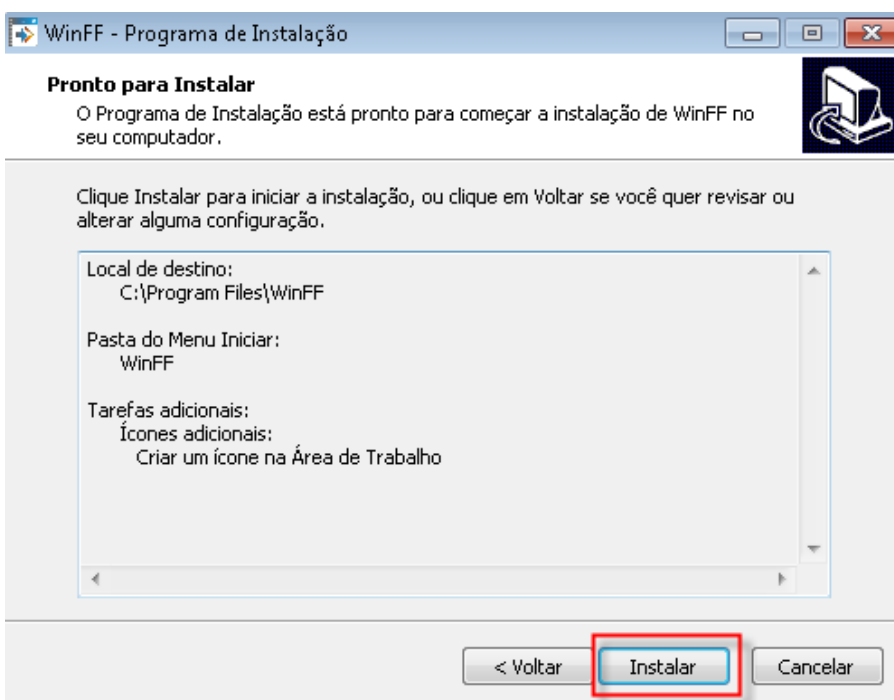 WinFF - Programa de Instalação
Pronto para Instalar
O Programa de Instalação está pronto para começar a instalação de WinFF no
seu computador.
Clique Instalar para iniciar a instalação, ou clique em Voltar se você quer revisar ou
alterar alguma configuração.
Local de destino:
C:\Program Files\WinFF
Pasta do Menu Iniciar:
WinFF
Tarefas adicionais:
Ícones adicionais:
Criar um ícone na Área de Trabalho
< Voltar
Instalar
Cancelar